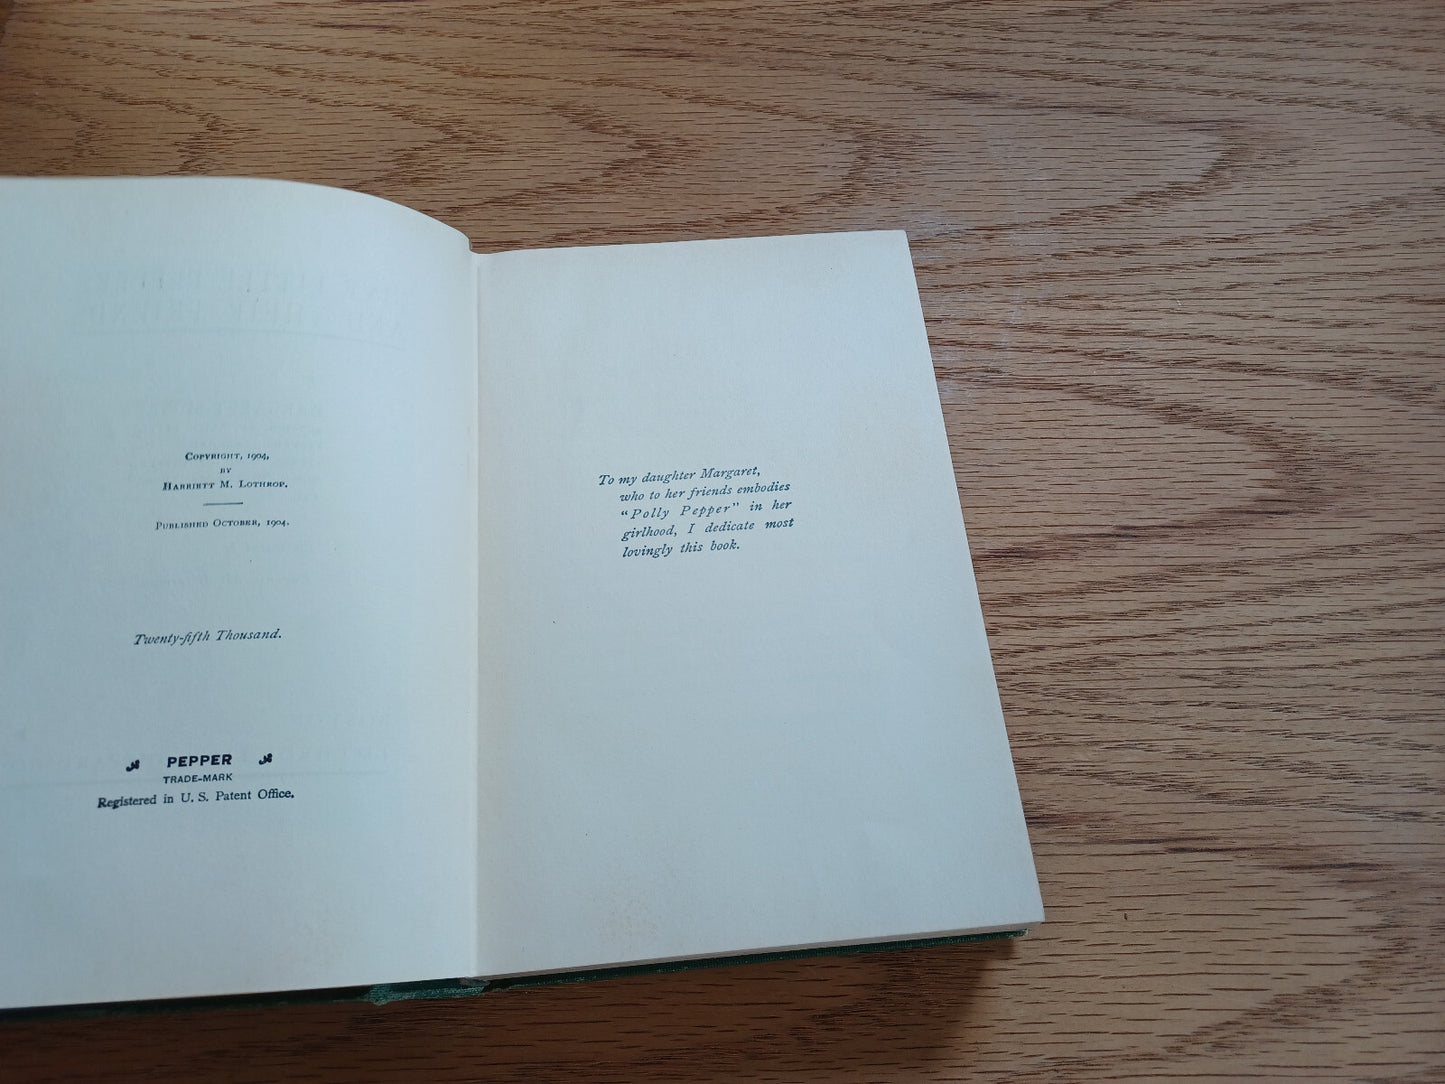 COPYRIGHT, 1904,
BY
HARRIETT M. LOTHROP.
PUBLISHED OCTOBER, 1904.
Twenty-fifth Thousand.
PEPPER
TRADE-MARK
Registered in U. S. Patent Office.
To my daughter Margaret,
who to her friends embodies
"Polly Pepper" in her
girlhood, I dedicate most
lovingly this book.